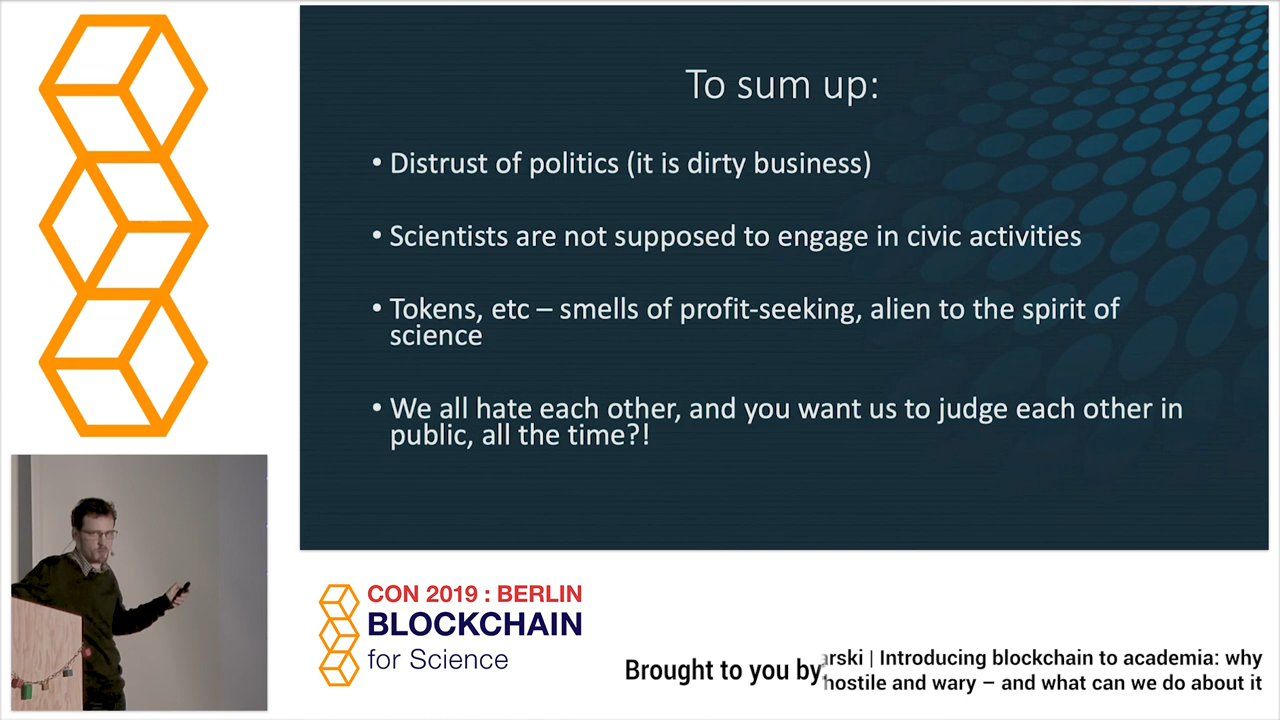 To sum up:
• Distrust of politics (it is dirty business)
• Scientists are not supposed to engage in civic activities
• Tokens, etc – smells of profit-seeking, alien to the spirit of
science
• We all hate each other, and you want us to judge each other in
public, all the time?!
CON 2019 : BERLIN
BLOCKCHAIN
for Science
Brought to you by
arski | Introducing blockchain to academia: why
hostile and wary – and what can we do about it